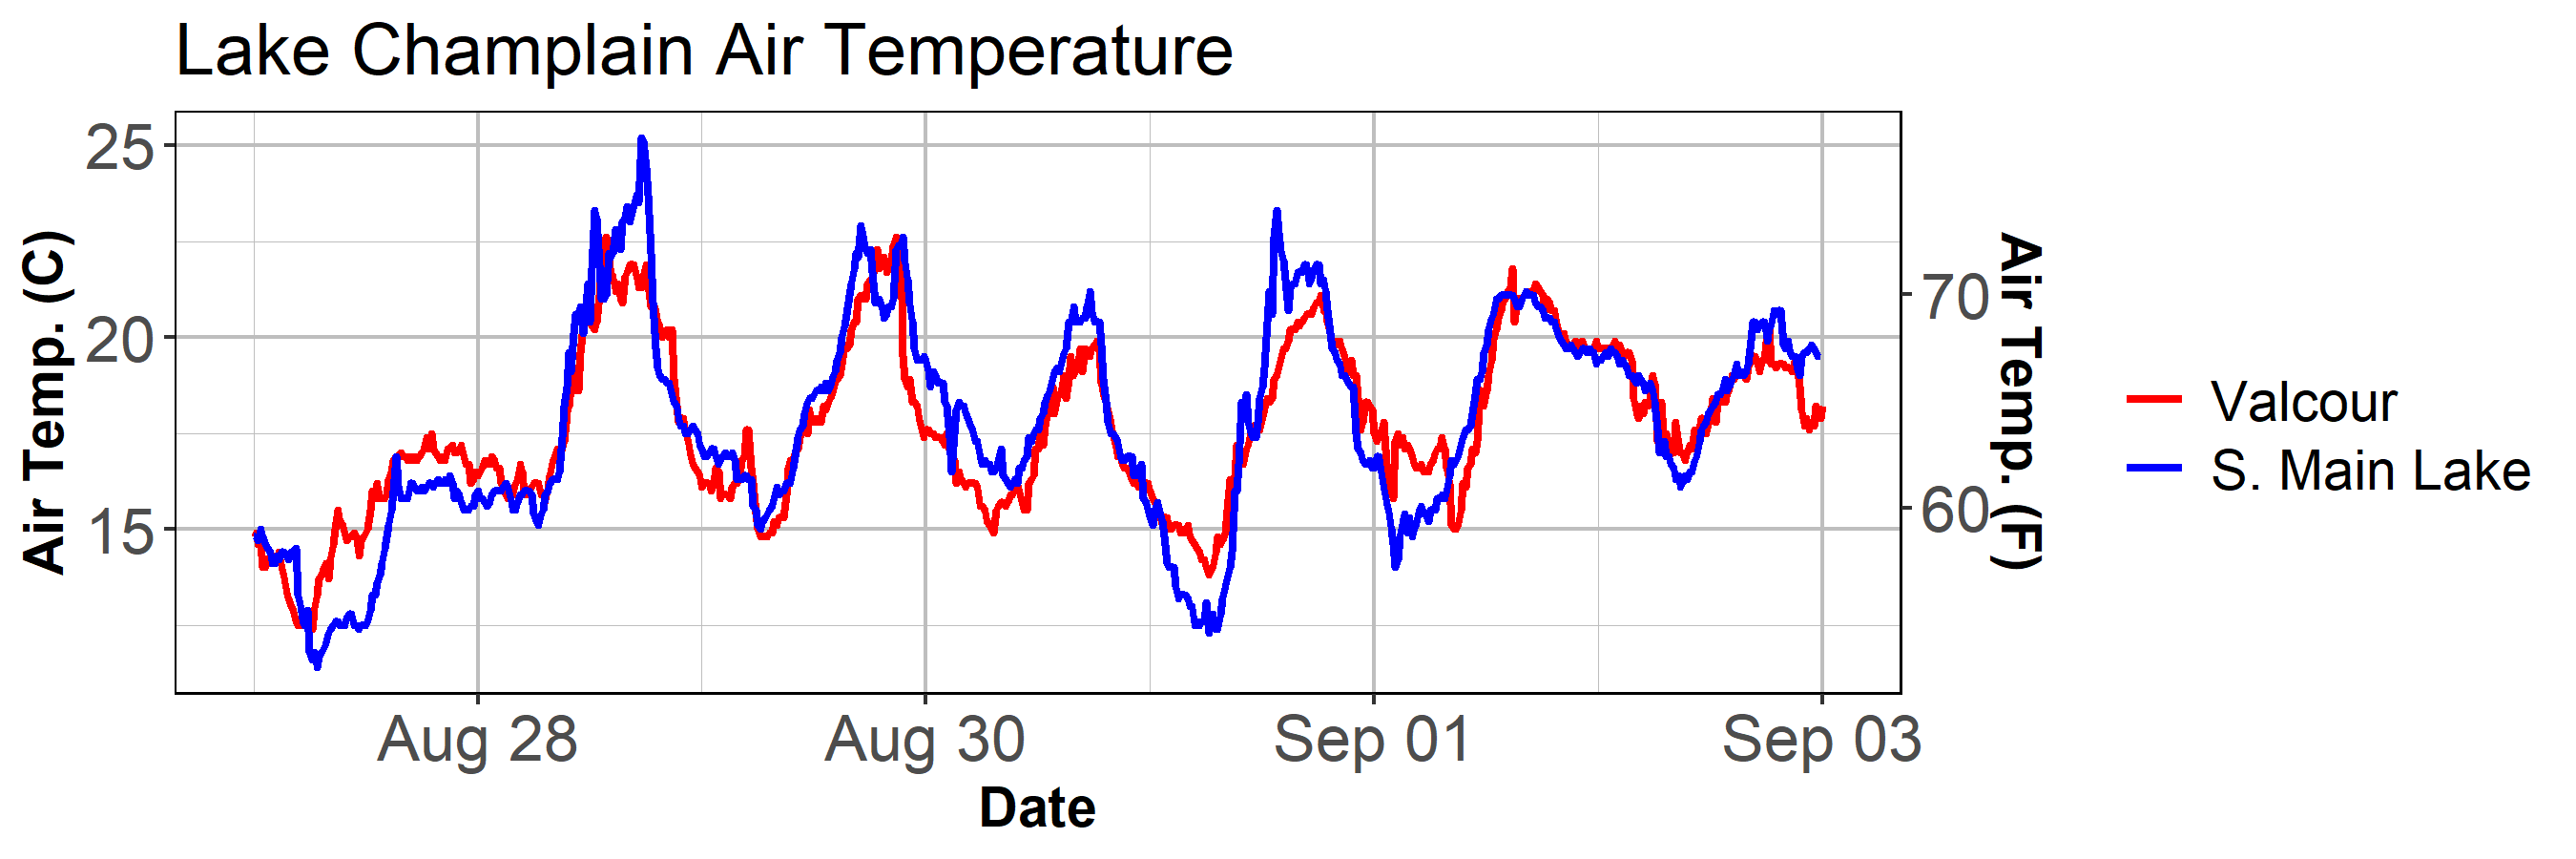 Lake Champlain Air Temperature
Air Temp. (C)
25
20
15
Aug 28
Aug 30
Sep 01
Sep 03
Date
70
60
Air Temp. (F)
Valcour
S. Main Lake